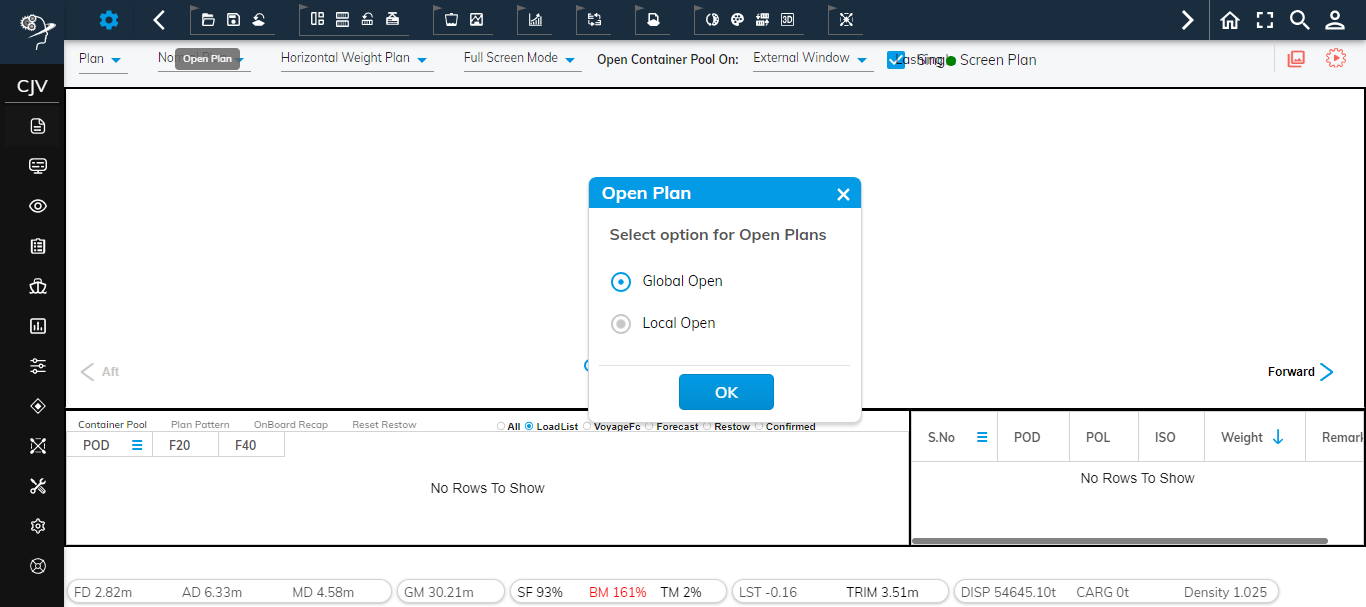 3D
CJV
Plan
Open Plan
Horizontal Weight Plan
Full Screen Mode
Open Container Pool On:
External Window
Lashing
Screen Plan
Open Plan
Select option for Open Plans
Global Open
Local Open
OK
Aft
Forward
Container Pool Plan Pattern OnBoard Recap Reset Restow
All LoadList VoyageFc Forecast Restow Confirmed
POD F20 F40
No Rows To Show
S.No POD POL ISO Weight Remark
No Rows To Show
FD 2.82m AD 6.33m MD 4.58m GM 30.21m SF 93% BM 161% TM 2% LST -0.16 TRIM 3.51m DISP 54645.10t CARG 0t Density 1.025